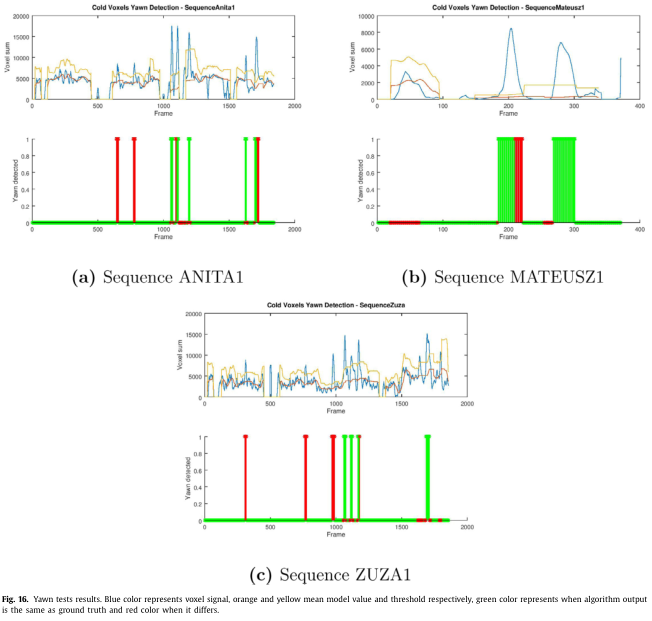 Cold Voxels Yawn Detection - SequenceAnita1
20000
15000
10000
5000
0
Voxel sum
0 500 1000 1500 2000
Frame
1
0.8
0.6
0.4
0.2
0
Yawn detected
0 500 1000 1500 2000
Frame
(a) Sequence ANITA1
Cold Voxels Yawn Detection - SequenceMateusz1
10000
8000
6000
4000
2000
0
Voxel sum
0 100 200 300 400
Frame
1
0.8
0.6
0.4
0.2
0
Yawn detected
0 100 200 300 400
Frame
(b) Sequence MATEUSZ1
Cold Voxels Yawn Detection - SequenceZuza
20000
15000
10000
5000
0
Voxel sum
0 500 1000 1500 2000
Frame
1
0.8
0.6
0.4
0.2
0
Yawn detected
0 500 1000 1500 2000
Frame
(c) Sequence ZUZA1
Fig. 16. Yawn tests results. Blue color represents voxel signal, orange and yellow mean model value and threshold respectively, green color represents when algorithm output
is the same as ground truth and red color when it differs.